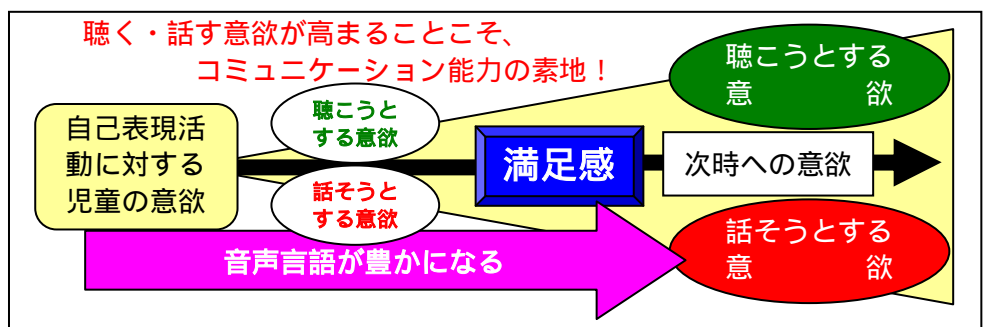 聴く・話す意欲が高まることこそ、
コミュニケーション能力の素地！
自己表現活
動に対する
児童の意欲
聴こうと
する意欲
話そうと
する意欲
満足感
次時への意欲
聴こうとする
意　　　　欲
話そうとする
意　　　　欲
音声言語が豊かになる